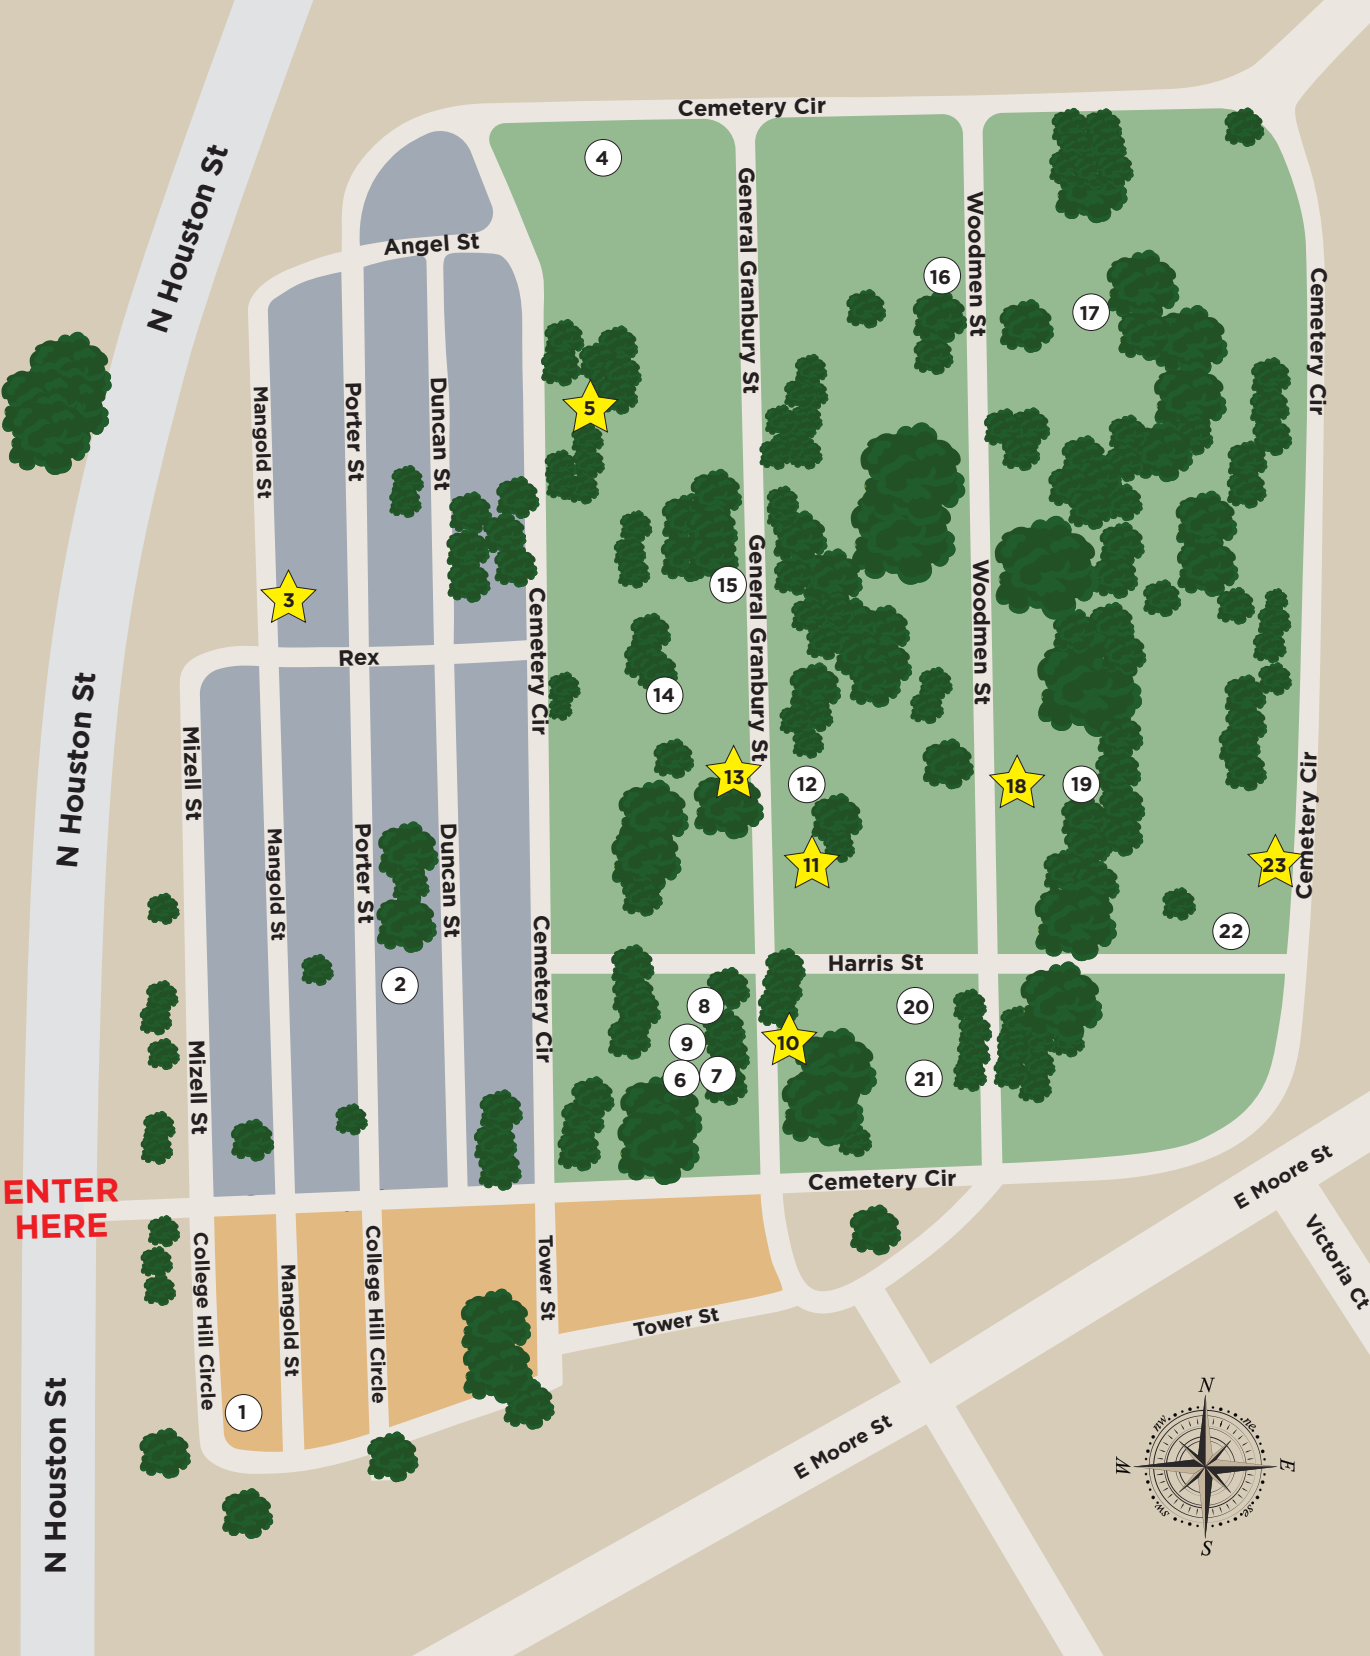 Cemetery Cir
4
N Houston St
General Granbury St
Woodmen St
Angel St
16
17
Cemetery Cir
Mangold St
Porter St
Duncan St
5
3
15
General Granbury St
Woodmen St
Cemetery Cir
Rex
14
N Houston St
Mizell St
13
12
18
19
Cemetery Cir
Mangold St
Porter St
Duncan St
11
23
22
Cemetery Cir
Harris St
2
8
20
9
10
6
7
21
Mizell St
ENTER
HERE
Cemetery Cir
E Moore St
Victoria Ct
College Hill Circle
Mangold St
College Hill Circle
Tower St
Tower St
1
N Houston St
E Moore St
N
nw.
ne.
W
E
sw.
se.
S